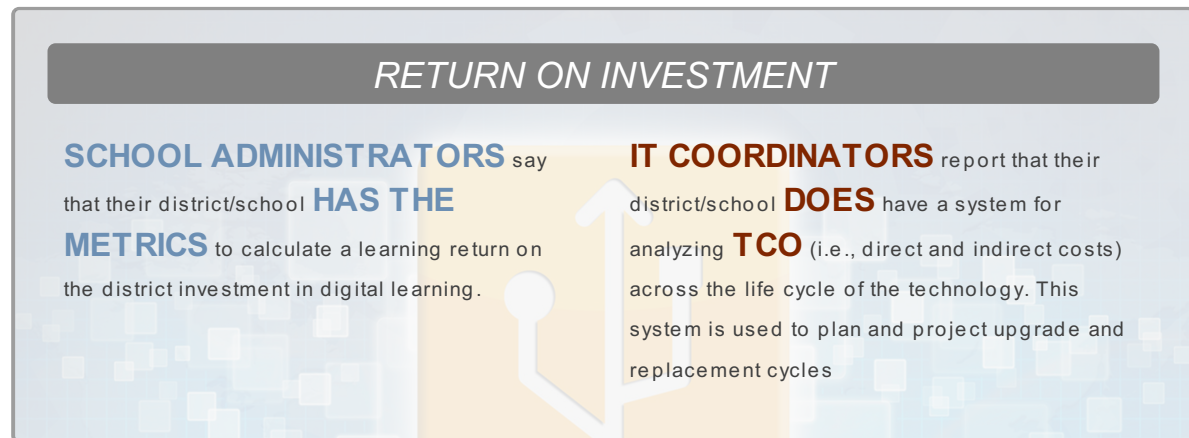 RETURN ON INVESTMENT
SCHOOL ADMINISTRATORS say
that their district/school HAS THE
METRICS to calculate a learning return on
the district investment in digital learning.
IT COORDINATORS report that their
district/school DOES have a system for
analyzing TCO (i.e., direct and indirect costs)
across the life cycle of the technology. This
system is used to plan and project upgrade and
replacement cycles